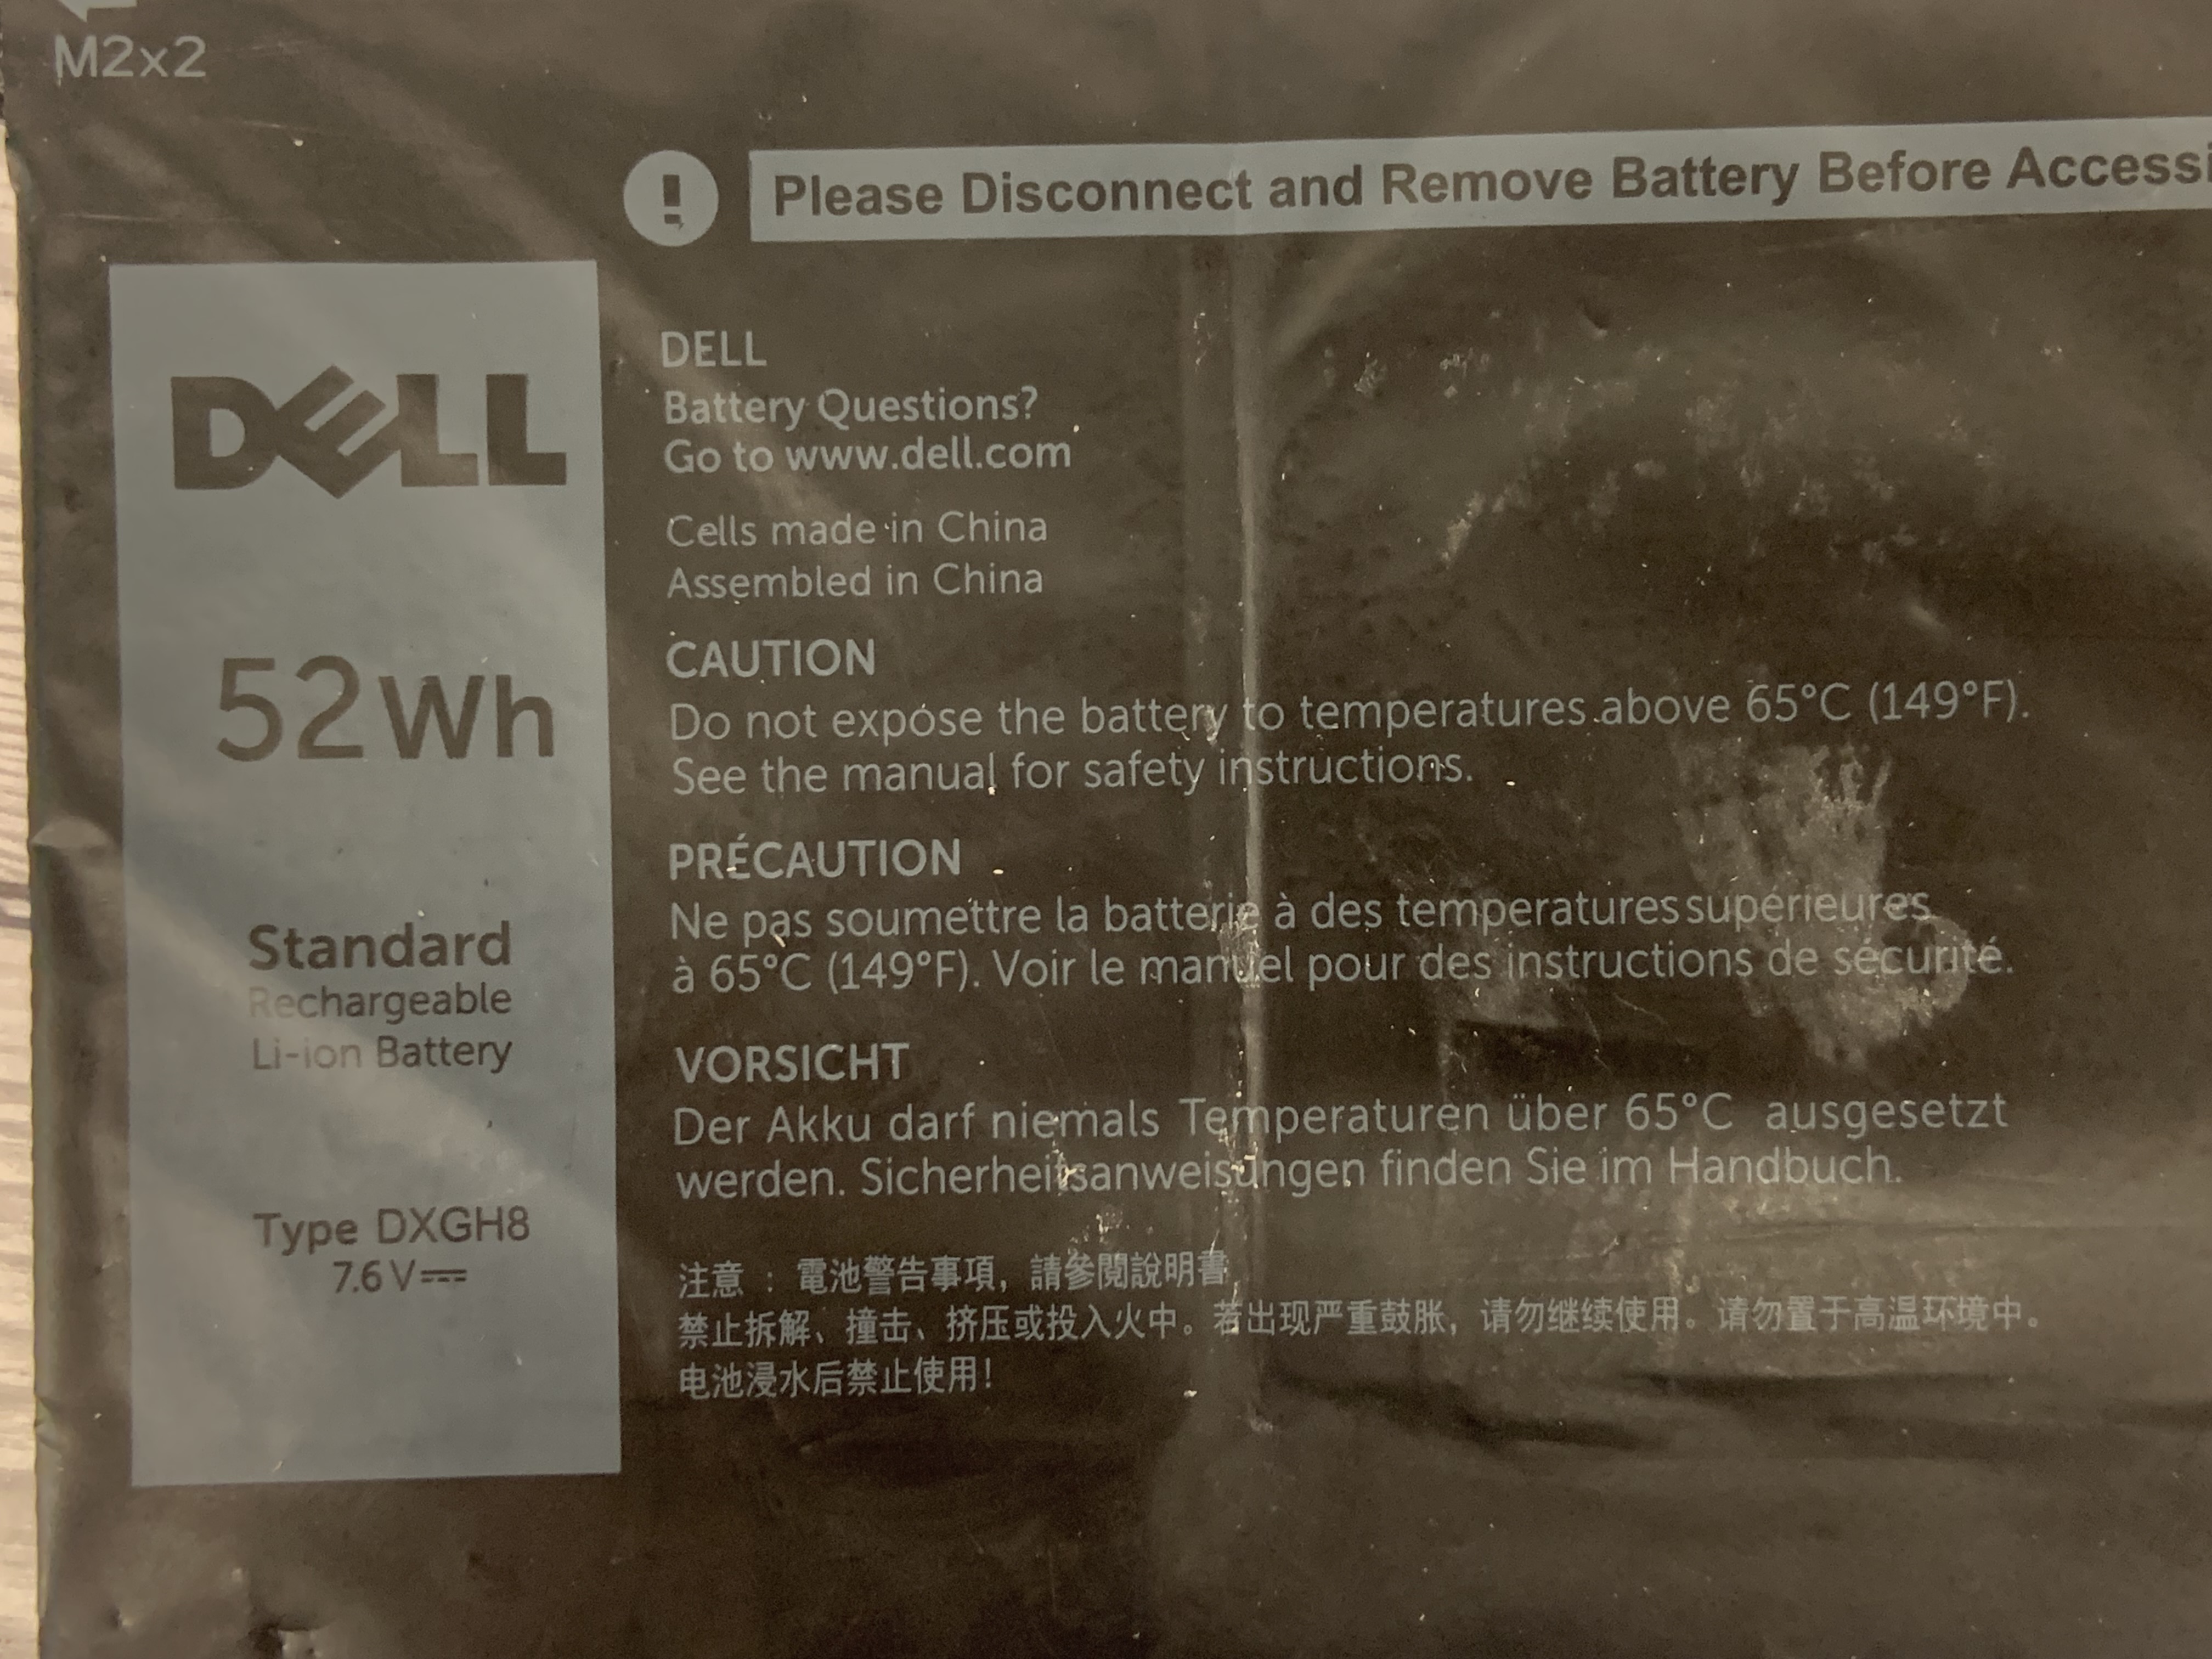 M2x2
Please Disconnect and Remove Battery Before Accessi
DELL
52Wh
Standard
Rechargeable
Li-ion Battery
Type DXGH8
7.6V⎓
DELL
Battery Questions?
Go to www.dell.com
Cells made in China
Assembled in China
CAUTION
Do not expose the battery to temperatures above 65°C (149°F).
See the manual for safety instructions.
PRÉCAUTION
Ne pas soumettre la batterie à des temperatures supérieures
à 65°C (149°F). Voir le manuel pour des instructions de sécurité.
VORSICHT
Der Akku darf niemals Temperaturen über 65°C ausgesetzt
werden. Sicherheitsanweisungen finden Sie im Handbuch.
注意：電池警告事項，請參閱說明書
禁止拆解、撞击、挤压或投入火中。若出现严重鼓胀，请勿继续使用。请勿置于高温环境中。
电池浸水后禁止使用！